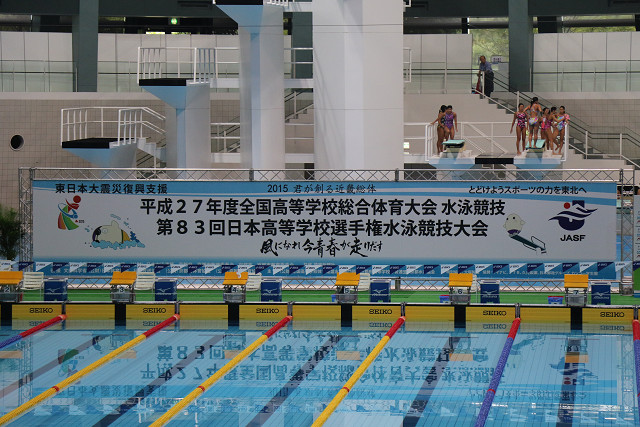 東日本大震災復興支援
2015 君が創る近畿総体
とどけようスポーツの力を東北へ
平成27年度全国高等学校総合体育大会 水泳競技
第83回日本高等学校選手権水泳競技大会
風になれ 今青春が走りだす
JASF
SEIKO SEIKO SEIKO SEIKO SEIKO SEIKO